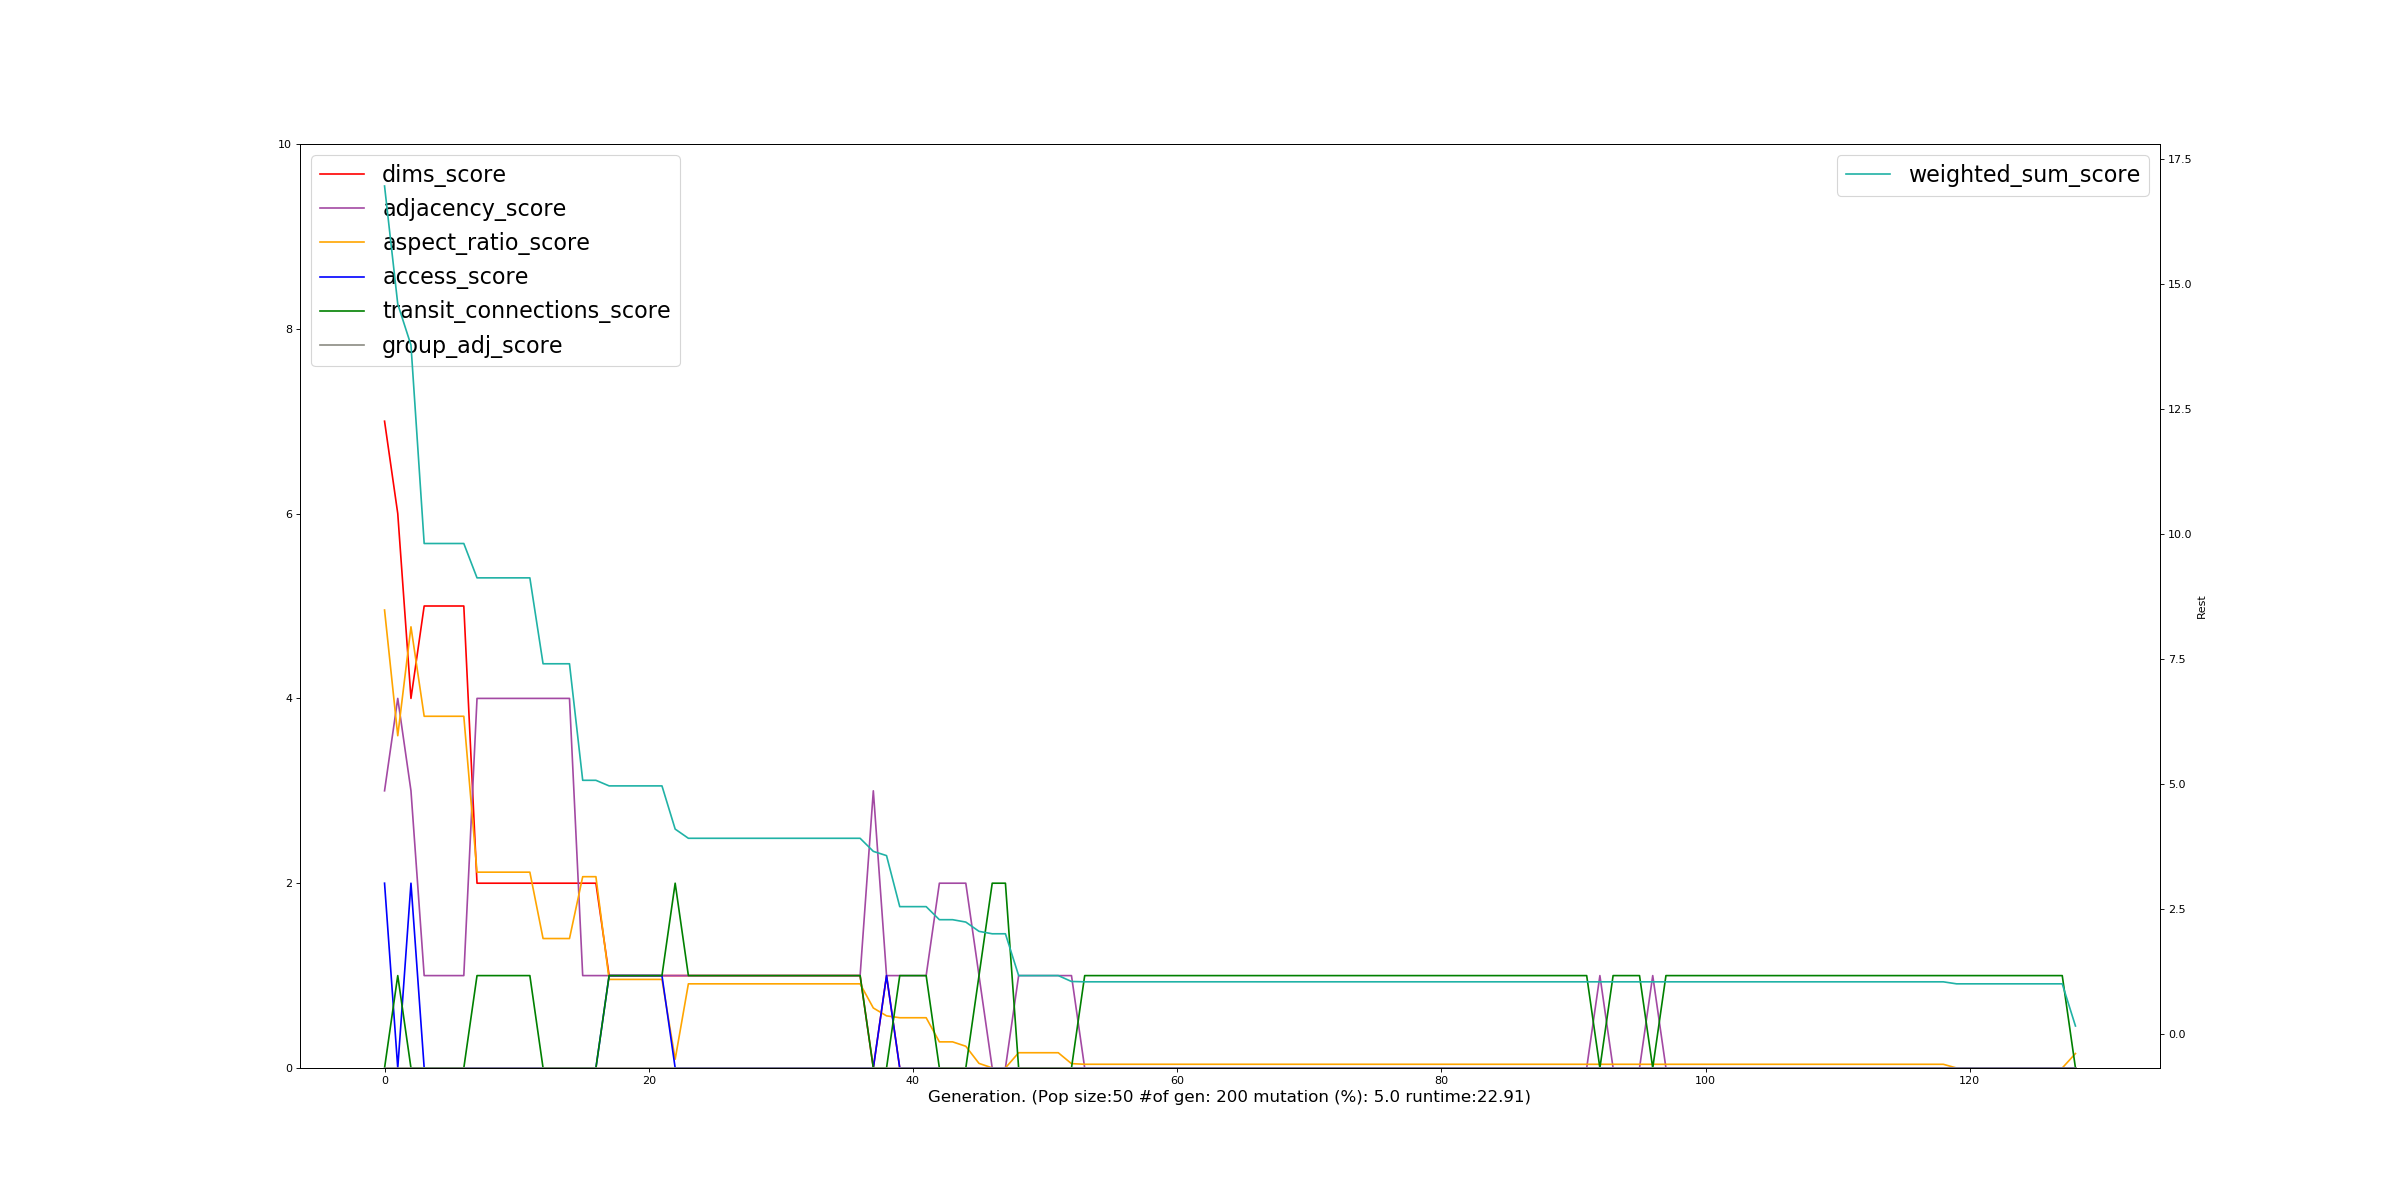 10
8
6
4
2
0
dims_score
adjacency_score
aspect_ratio_score
access_score
transit_connections_score
group_adj_score
weighted_sum_score
17.5
15.0
12.5
10.0
7.5
5.0
2.5
0.0
Rest
0 20 40 60 80 100 120
Generation. (Pop size:50 #of gen: 200 mutation (%): 5.0 runtime:22.91)